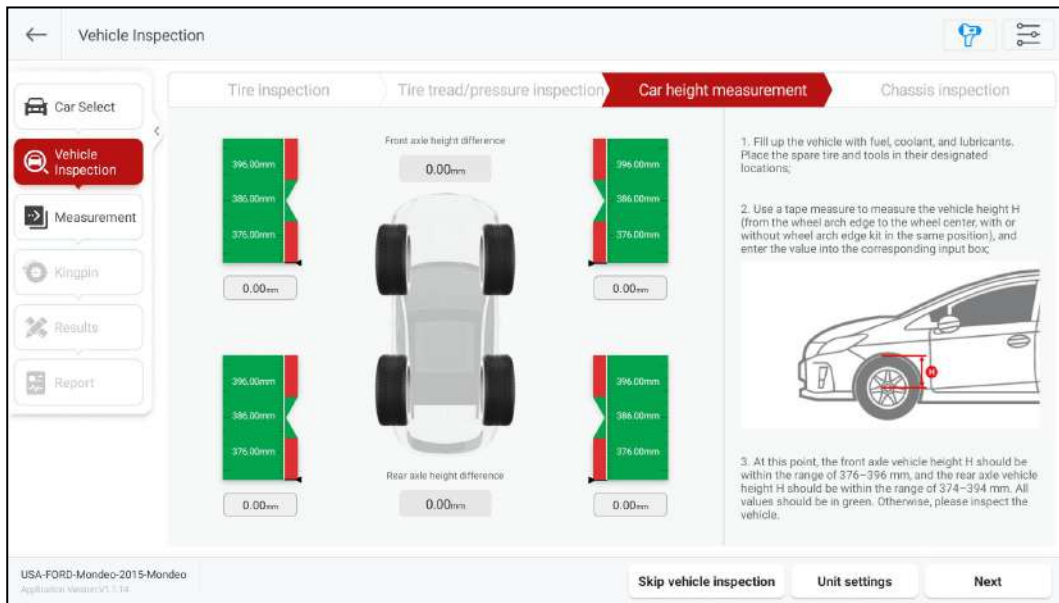 Vehicle Inspection
Car Select
Vehicle
Inspection
Measurement
Kingpin
Results
Report
Tire inspection
Tire tread/pressure inspection
Car height measurement
Chassis inspection
396.00mm
386.00mm
376.00mm
0.00mm
Front axle height difference
0.00mm
396.00mm
386.00mm
376.00mm
0.00mm
396.00mm
386.00mm
376.00mm
0.00mm
Rear axle height difference
0.00mm
396.00mm
386.00mm
376.00mm
0.00mm
1. Fill up the vehicle with fuel, coolant, and lubricants.
Place the spare tire and tools in their designated
locations;
2. Use a tape measure to measure the vehicle height H
(from the wheel arch edge to the wheel center, with or
without wheel arch edge kit in the same position), and
enter the value into the corresponding input box;
H
3. At this point, the front axle vehicle height H should be
within the range of 376–396 mm, and the rear axle vehicle
height H should be within the range of 374–394 mm. All
values should be in green. Otherwise, please inspect the
vehicle.
USA-FORD-Mondeo-2015-Mondeo
Application Version:V1.1.14
Skip vehicle inspection
Unit settings
Next